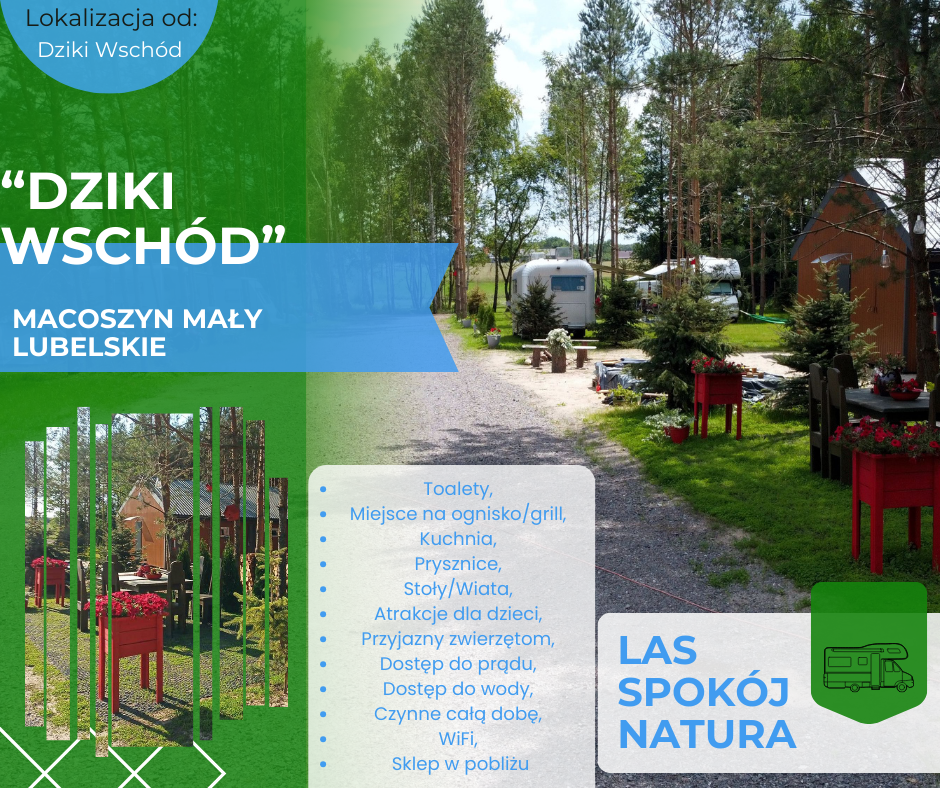 Lokalizacja od:
Dziki Wschód
“DZIKI
WSCHÓD”
MACOSZYN MAŁY
LUBELSKIE
Toalety,
Miejsce na ognisko/grill,
Kuchnia,
Prysznice,
Stoły/Wiata,
Atrakcje dla dzieci,
Przyjazny zwierzętom,
Dostęp do prądu,
Dostęp do wody,
Czynne całą dobę,
WiFi,
Sklep w pobliżu
LAS
SPOKÓJ
NATURA